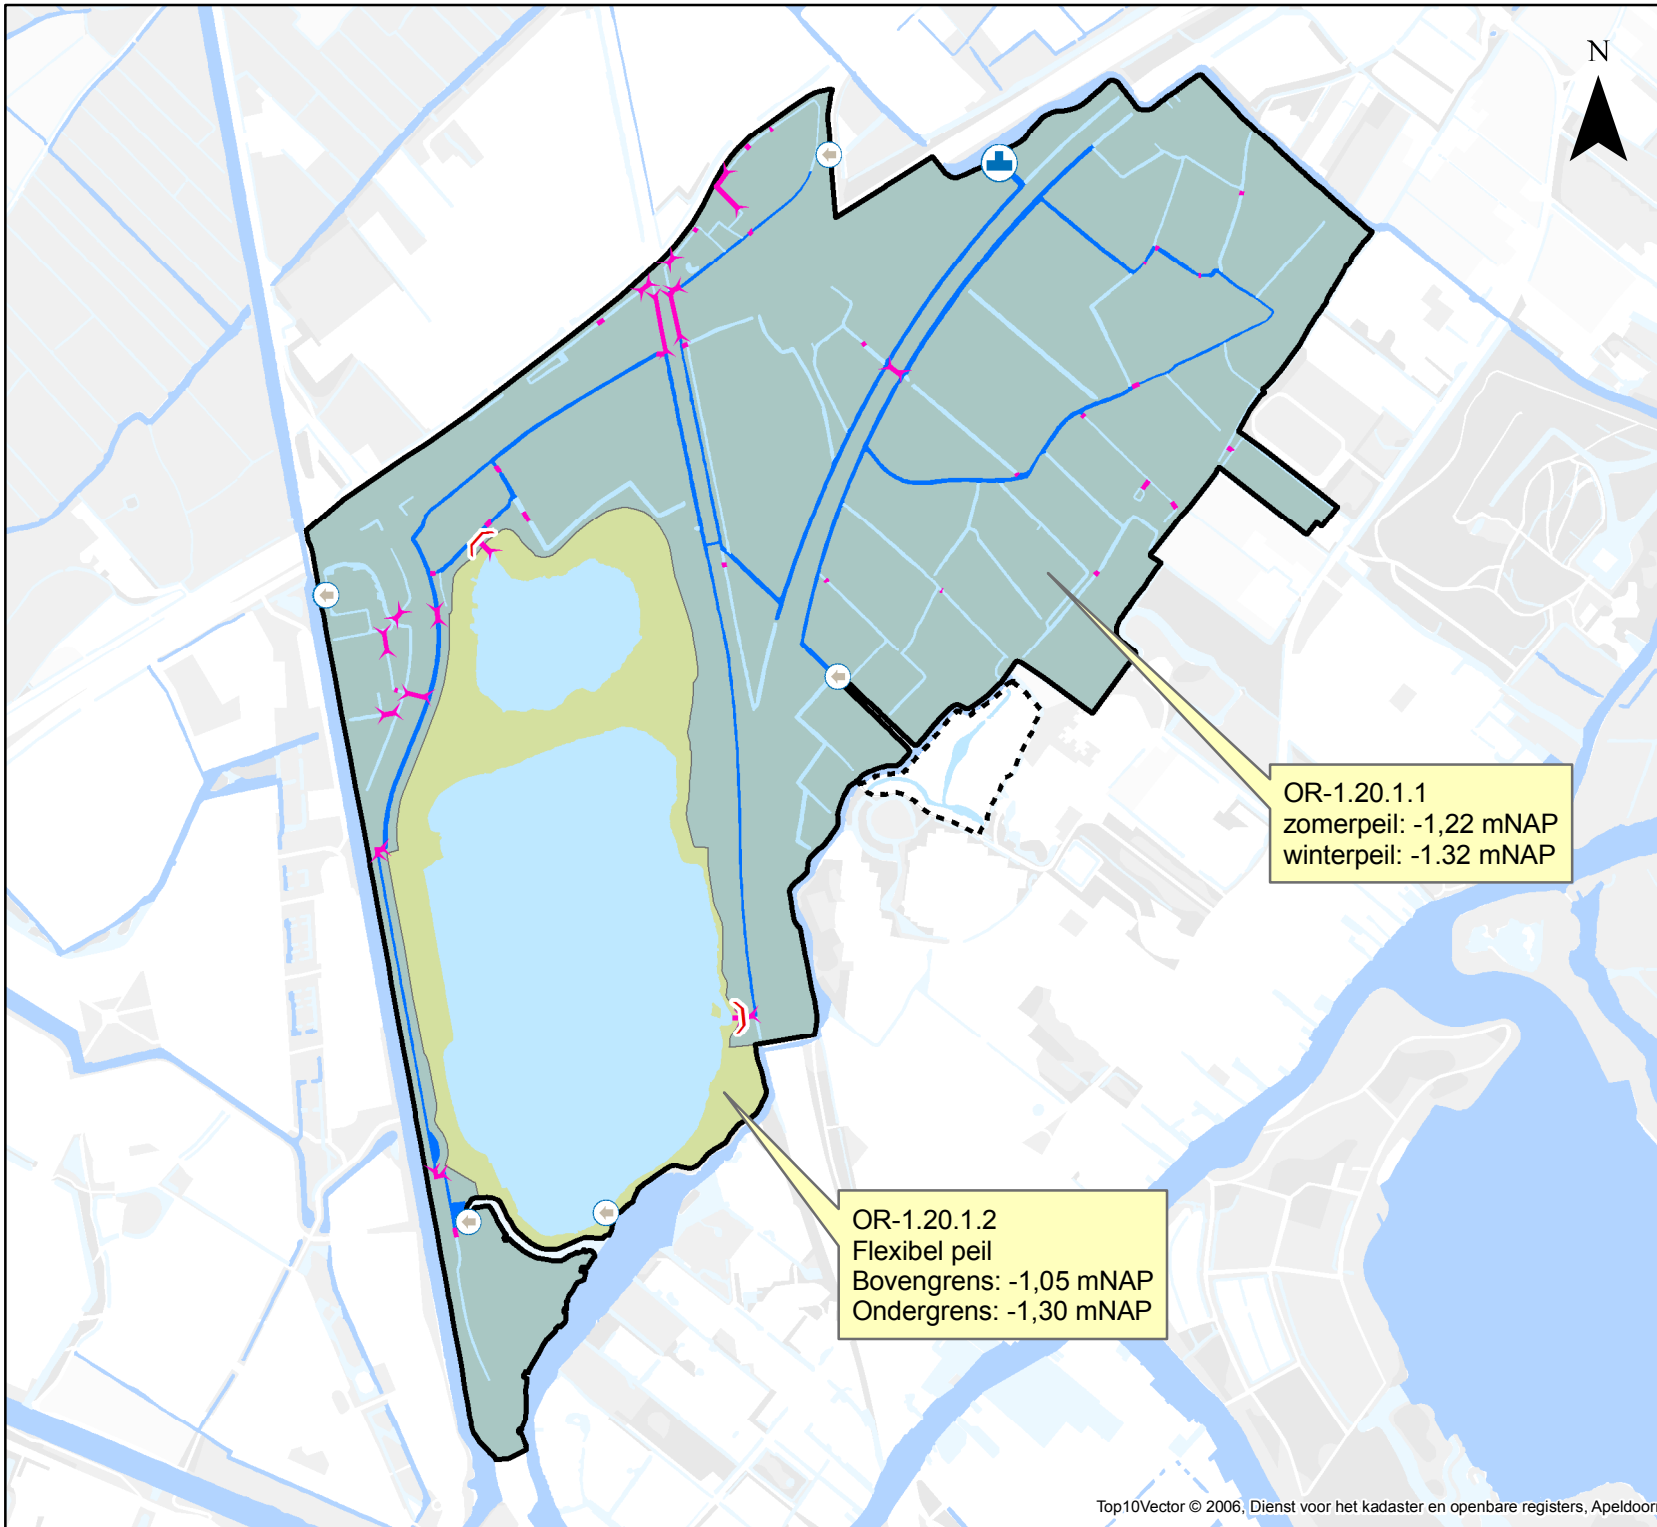 N
OR-1.20.1.1
zomerpeil: -1,22 mNAP
winterpeil: -1.32 mNAP
OR-1.20.1.2
Flexibel peil
Bovengrens: -1,05 mNAP
Ondergrens: -1,30 mNAP
Top10Vector © 2006, Dienst voor het kadaster en openbare registers, Apeldoorn